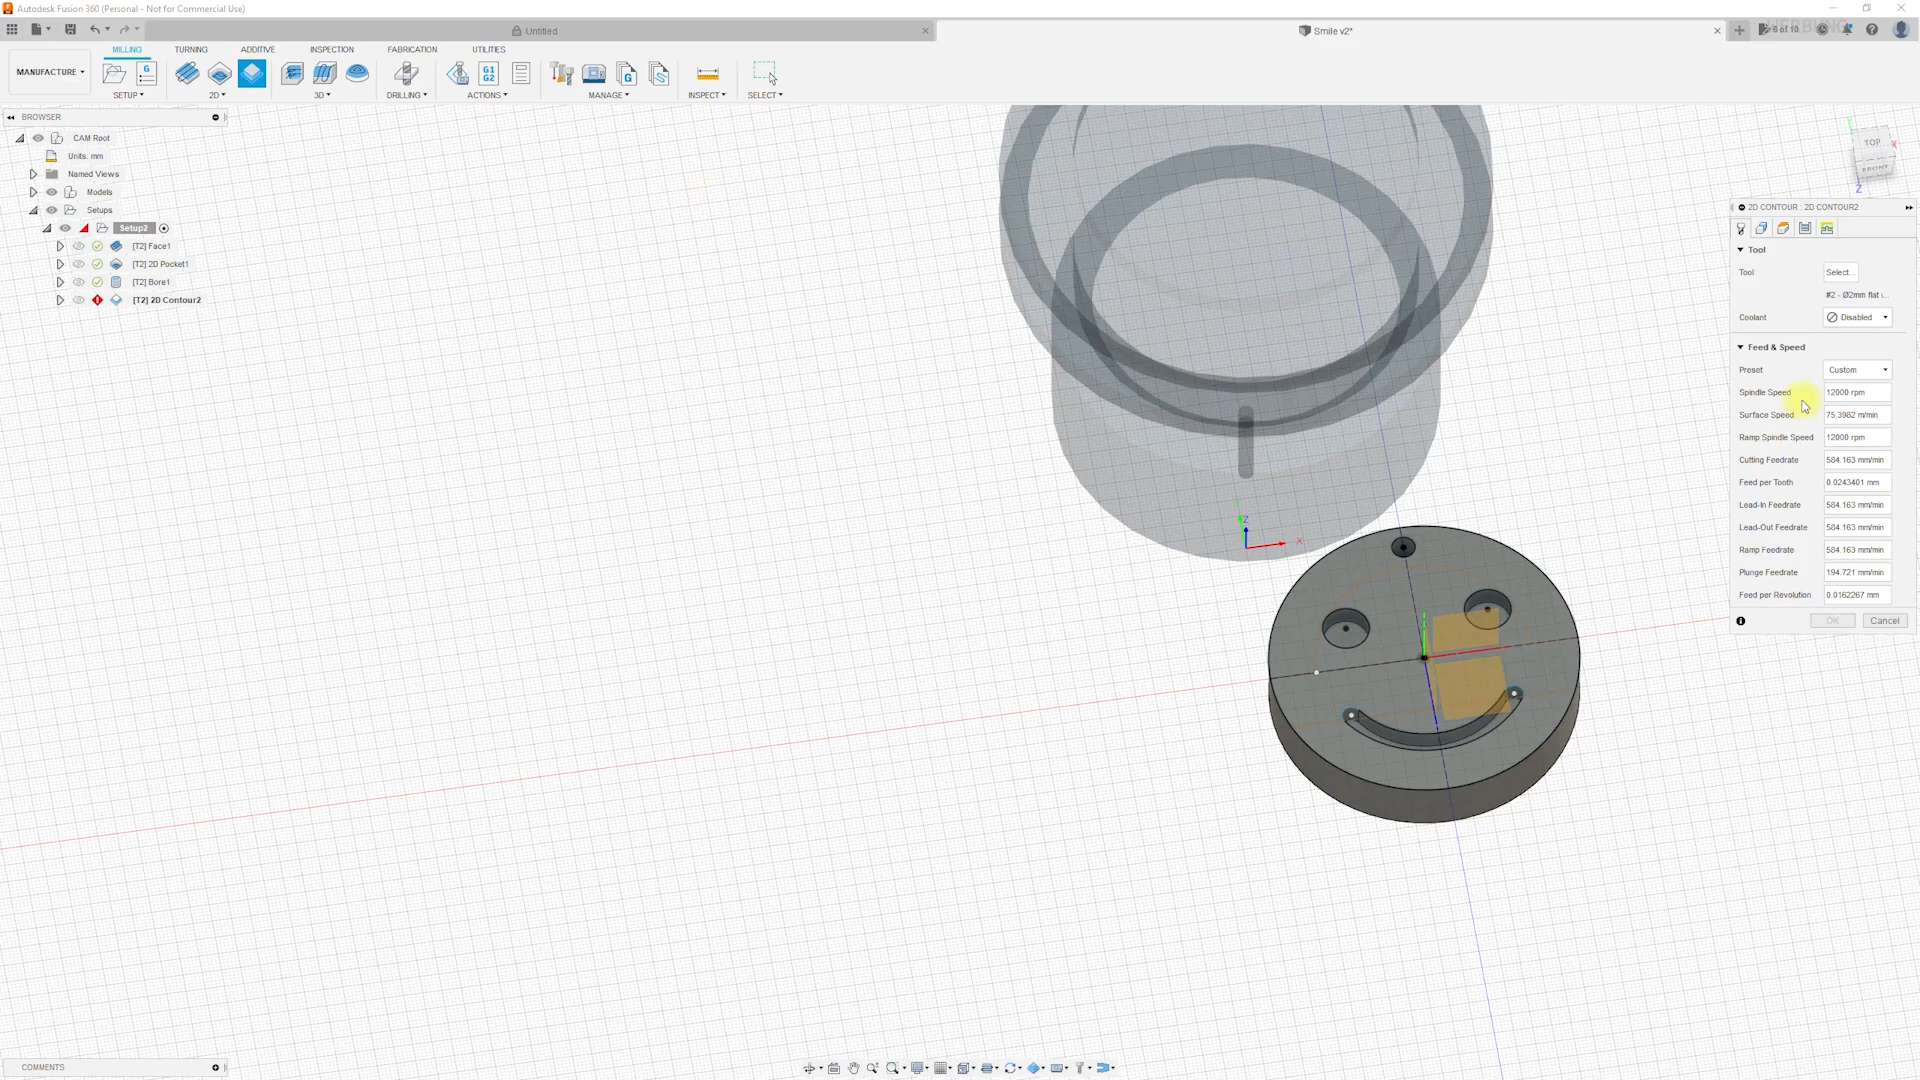 Autodesk Fusion 360 (Personal - Not for Commercial Use)
Untitled
Smile v2*
6 of 10
MILLING
TURNING
ADDITIVE
INSPECTION
FABRICATION
UTILITIES
MANUFACTURE
G
G1
G2
G
SETUP
2D
3D
DRILLING
ACTIONS
MANAGE
INSPECT
SELECT
BROWSER
CAM Root
Units: mm
Named Views
Models
Setups
Setup2
[T2] Face1
[T2] 2D Pocket1
[T2] Bore1
[T2] 2D Contour2
TOP
FRONT
X
Z
Z
X
2D CONTOUR : 2D CONTOUR2
Tool
Tool
Select...
#2 - Ø2mm flat (...
Coolant
Disabled
Feed & Speed
Preset
Custom
Spindle Speed
12000 rpm
Surface Speed
75.3982 m/min
Ramp Spindle Speed
12000 rpm
Cutting Feedrate
584.163 mm/min
Feed per Tooth
0.0243401 mm
Lead-In Feedrate
584.163 mm/min
Lead-Out Feedrate
584.163 mm/min
Ramp Feedrate
584.163 mm/min
Plunge Feedrate
194.721 mm/min
Feed per Revolution
0.0162267 mm
OK
Cancel
COMMENTS